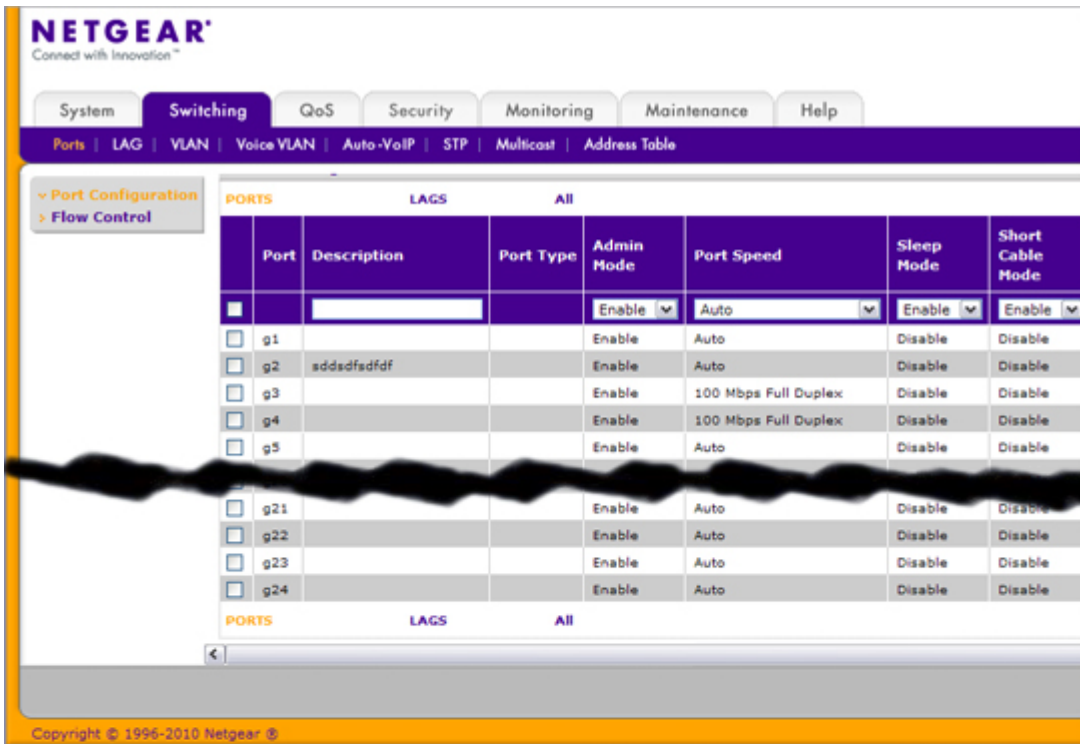 NETGEAR®
Connect with Innovation™
System Switching QoS Security Monitoring Maintenance Help
Ports | LAG | VLAN | Voice VLAN | Auto-VoIP | STP | Multicast | Address Table
Port Configuration
Flow Control
PORTS LAGS All
Port Description Port Type Admin Mode Port Speed Sleep Mode Short Cable Mode
Enable Auto Enable Enable
g1 Enable Auto Disable Disable
g2 sddsdfsdfdf Enable Auto Disable Disable
g3 Enable 100 Mbps Full Duplex Disable Disable
g4 Enable 100 Mbps Full Duplex Disable Disable
g5 Enable Auto Disable Disable
g21 Enable Auto Disable Disable
g22 Enable Auto Disable Disable
g23 Enable Auto Disable Disable
g24 Enable Auto Disable Disable
PORTS LAGS All
Copyright © 1996-2010 Netgear ®